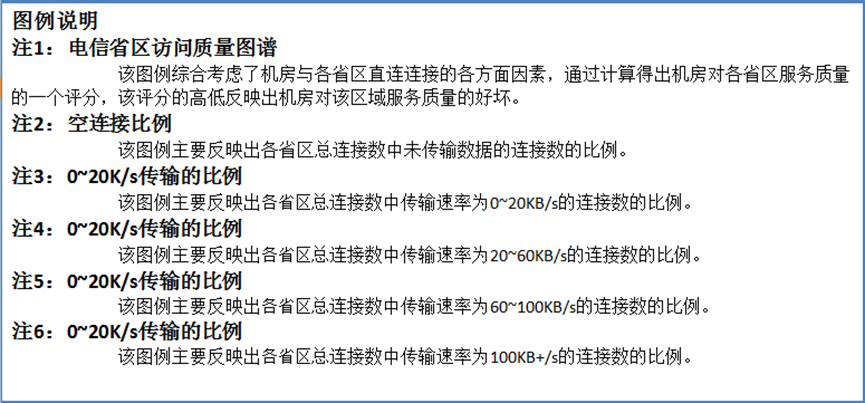 图例说明
注1：电信省区访问质量图谱
该图例综合考虑了机房与各省区直连连接的各方面因素，通过计算得出机房对各省区服务质量
的一个评分，该评分的高低反映出机房对该区域服务质量的好坏。
注2：空连接比例
该图例主要反映出各省区总连接数中未传输数据的连接数的比例。
注3：0~20K/s传输的比例
该图例主要反映出各省区总连接数中传输速率为0~20KB/s的连接数的比例。
注4：0~20K/s传输的比例
该图例主要反映出各省区总连接数中传输速率为20~60KB/s的连接数的比例。
注5：0~20K/s传输的比例
该图例主要反映出各省区总连接数中传输速率为60~100KB/s的连接数的比例。
注6：0~20K/s传输的比例
该图例主要反映出各省区总连接数中传输速率为100KB+/s的连接数的比例。